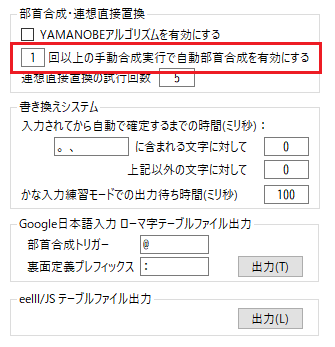 部首合成・連想直接置換
YAMANOBEアルゴリズムを有効にする
1 回以上の手動合成実行で自動部首合成を有効にする
連想直接置換の試行回数 5
書き換えシステム
入力されてから自動で確定するまでの時間(ミリ秒)：
。、 に含まれる文字に対して 0
上記以外の文字に対して 0
かな入力練習モードでの出力待ち時間(ミリ秒) 100
Google日本語入力 ローマ字テーブルファイル出力
部首合成トリガー @
裏面定義プレフィックス :
出力(T)
eelll/JS テーブルファイル出力
出力(L)